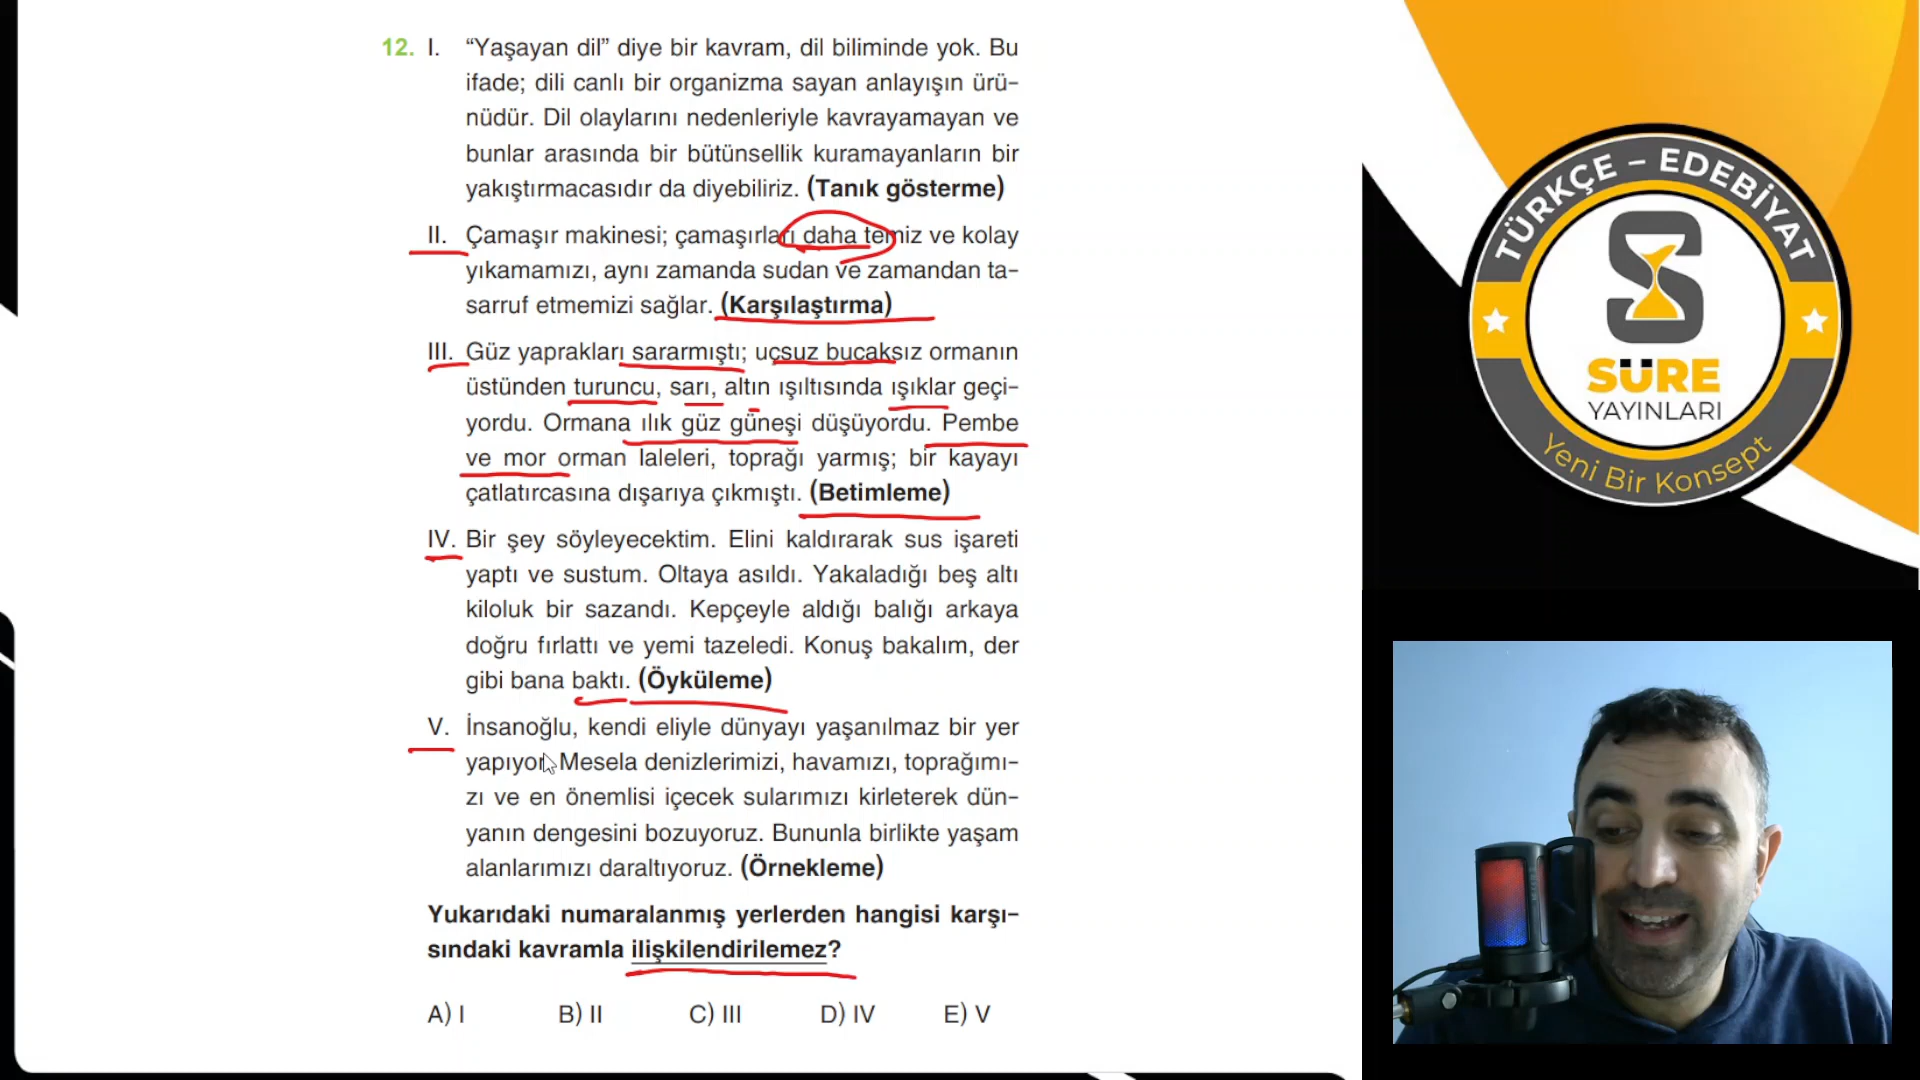 12. I. “Yaşayan dil” diye bir kavram, dil biliminde yok. Bu
ifade; dili canlı bir organizma sayan anlayışın ürü-
nüdür. Dil olaylarını nedenleriyle kavrayamayan ve
bunlar arasında bir bütünsellik kuramayanların bir
yakıştırmacasıdır da diyebiliriz. (Tanık gösterme)
II. Çamaşır makinesi; çamaşırları daha temiz ve kolay
yıkamamızı, aynı zamanda sudan ve zamandan ta-
sarruf etmemizi sağlar. (Karşılaştırma)
III. Güz yaprakları sararmıştı; uçsuz bucaksız ormanın
üstünden turuncu, sarı, altın ışıltısında ışıklar geçi-
yordu. Ormana ılık güz güneşi düşüyordu. Pembe
ve mor orman laleleri, toprağı yarmış; bir kayayı
çatlatırcasına dışarıya çıkmıştı. (Betimleme)
IV. Bir şey söyleyecektim. Elini kaldırarak sus işareti
yaptı ve sustum. Oltaya asıldı. Yakaladığı beş altı
kiloluk bir sazandı. Kepçeyle aldığı balığı arkaya
doğru fırlattı ve yemi tazeledi. Konuş bakalım, der
gibi bana baktı. (Öyküleme)
V. İnsanoğlu, kendi eliyle dünyayı yaşanılmaz bir yer
yapıyor. Mesela denizlerimizi, havamızı, toprağımı-
zı ve en önemlisi içecek sularımızı kirleterek dün-
yanın dengesini bozuyoruz. Bununla birlikte yaşam
alanlarımızı daraltıyoruz. (Örnekleme)
Yukarıdaki numaralanmış yerlerden hangisi karşı-
sındaki kavramla ilişkilendirilemez?
A) I B) II C) III D) IV E) V
TÜRKÇE – EDEBİYAT
SÜRE
YAYINLARI
Yeni Bir Konsept